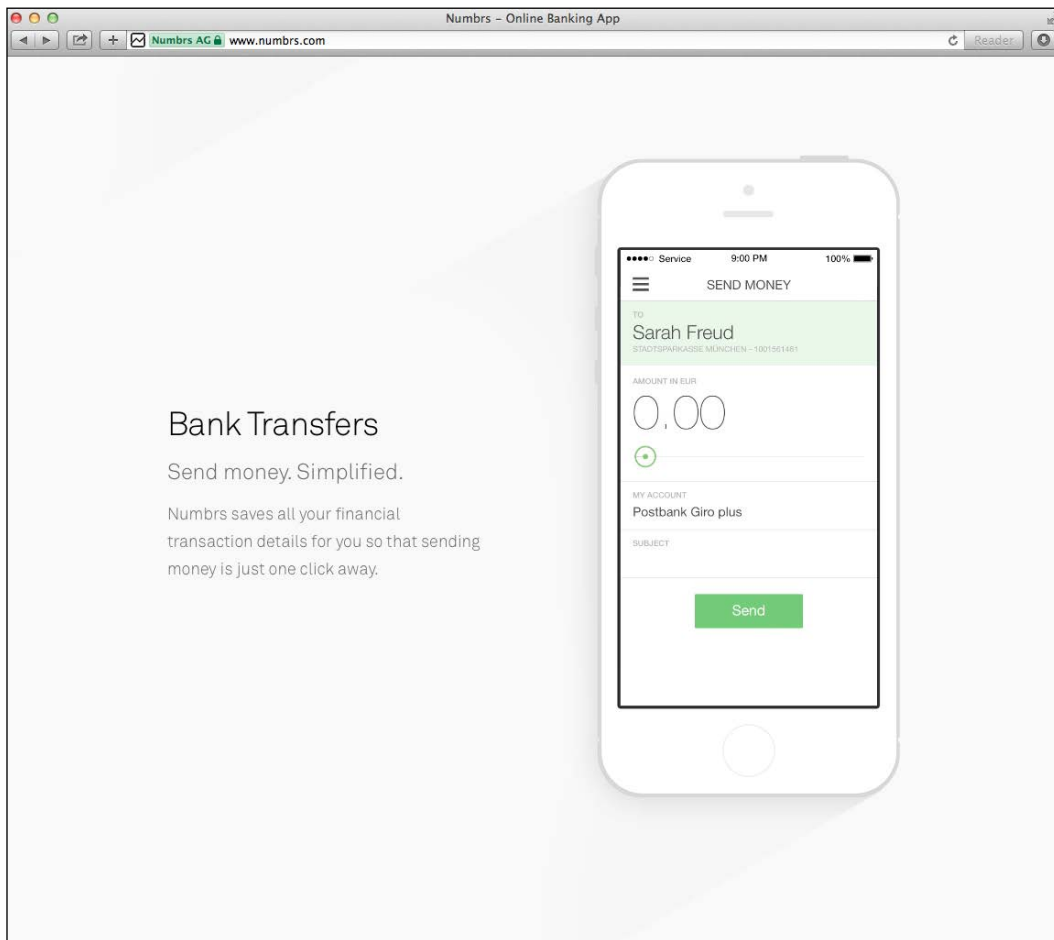 Numbrs – Online Banking App
Numbrs AG www.numbrs.com
Reader
Service 9:00 PM 100%
SEND MONEY
TO
Sarah Freud
STADTSPARKASSE MÜNCHEN - 1001561461
AMOUNT IN EUR
0,00
MY ACCOUNT
Postbank Giro plus
SUBJECT
Send
Bank Transfers
Send money. Simplified.
Numbrs saves all your financial
transaction details for you so that sending
money is just one click away.